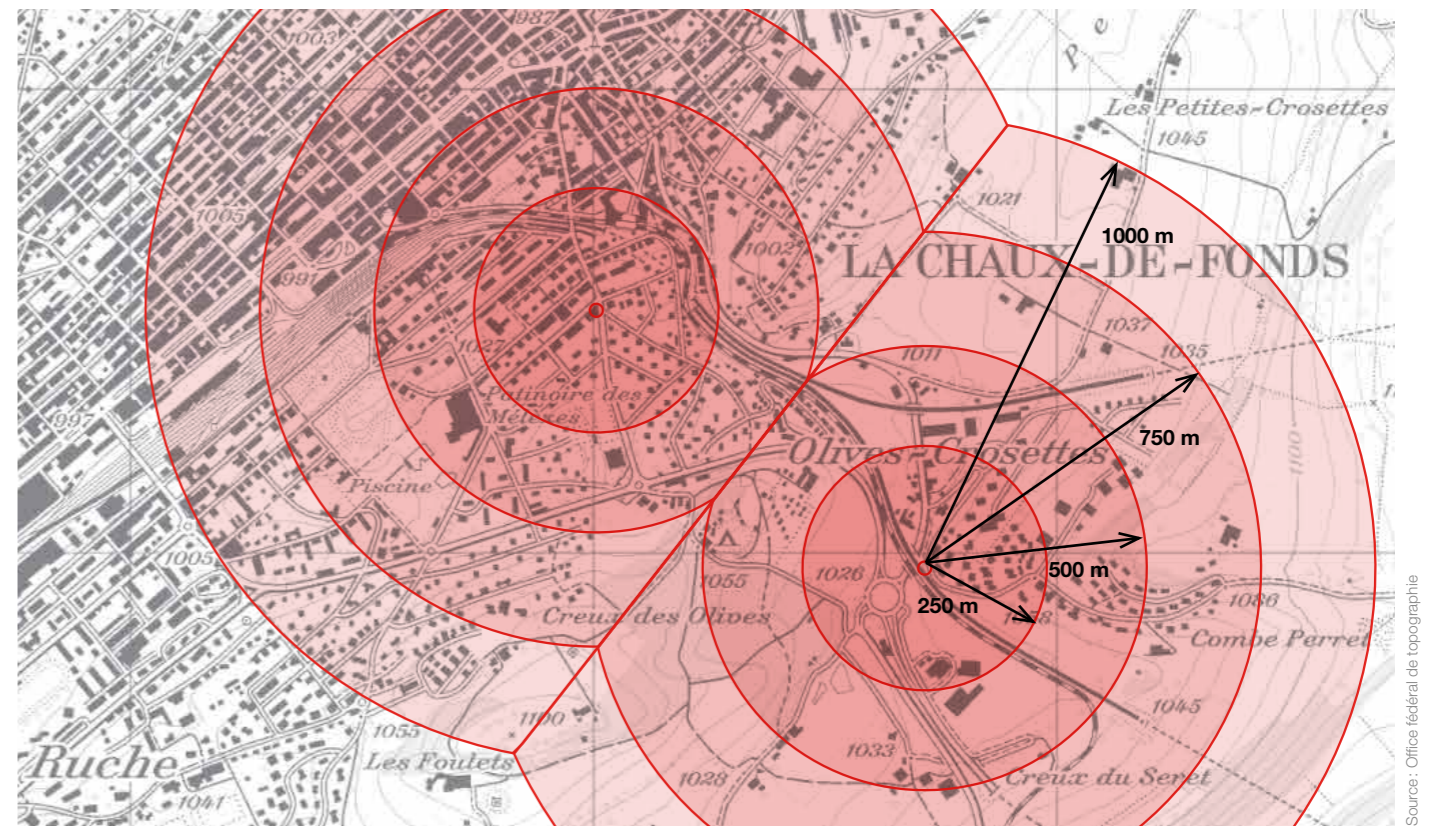 987
1003
P e
Les Petites-Crosettes
1045
1021
1005
1002
1000 m
LA CHAUX-DE-FONDS
991
1037
1027
1011
1035
Patinoire des
Mélèzes
997
750 m
Olives-Crosettes
1100
Piscine
1005
500 m
1055
1026
250 m
1086
Creux des Olives
Combe Perret
1045
1100
1055
1033
Ruche
Les Foulets
1028
Creux du Seret
1041
Source: Office fédéral de topographie